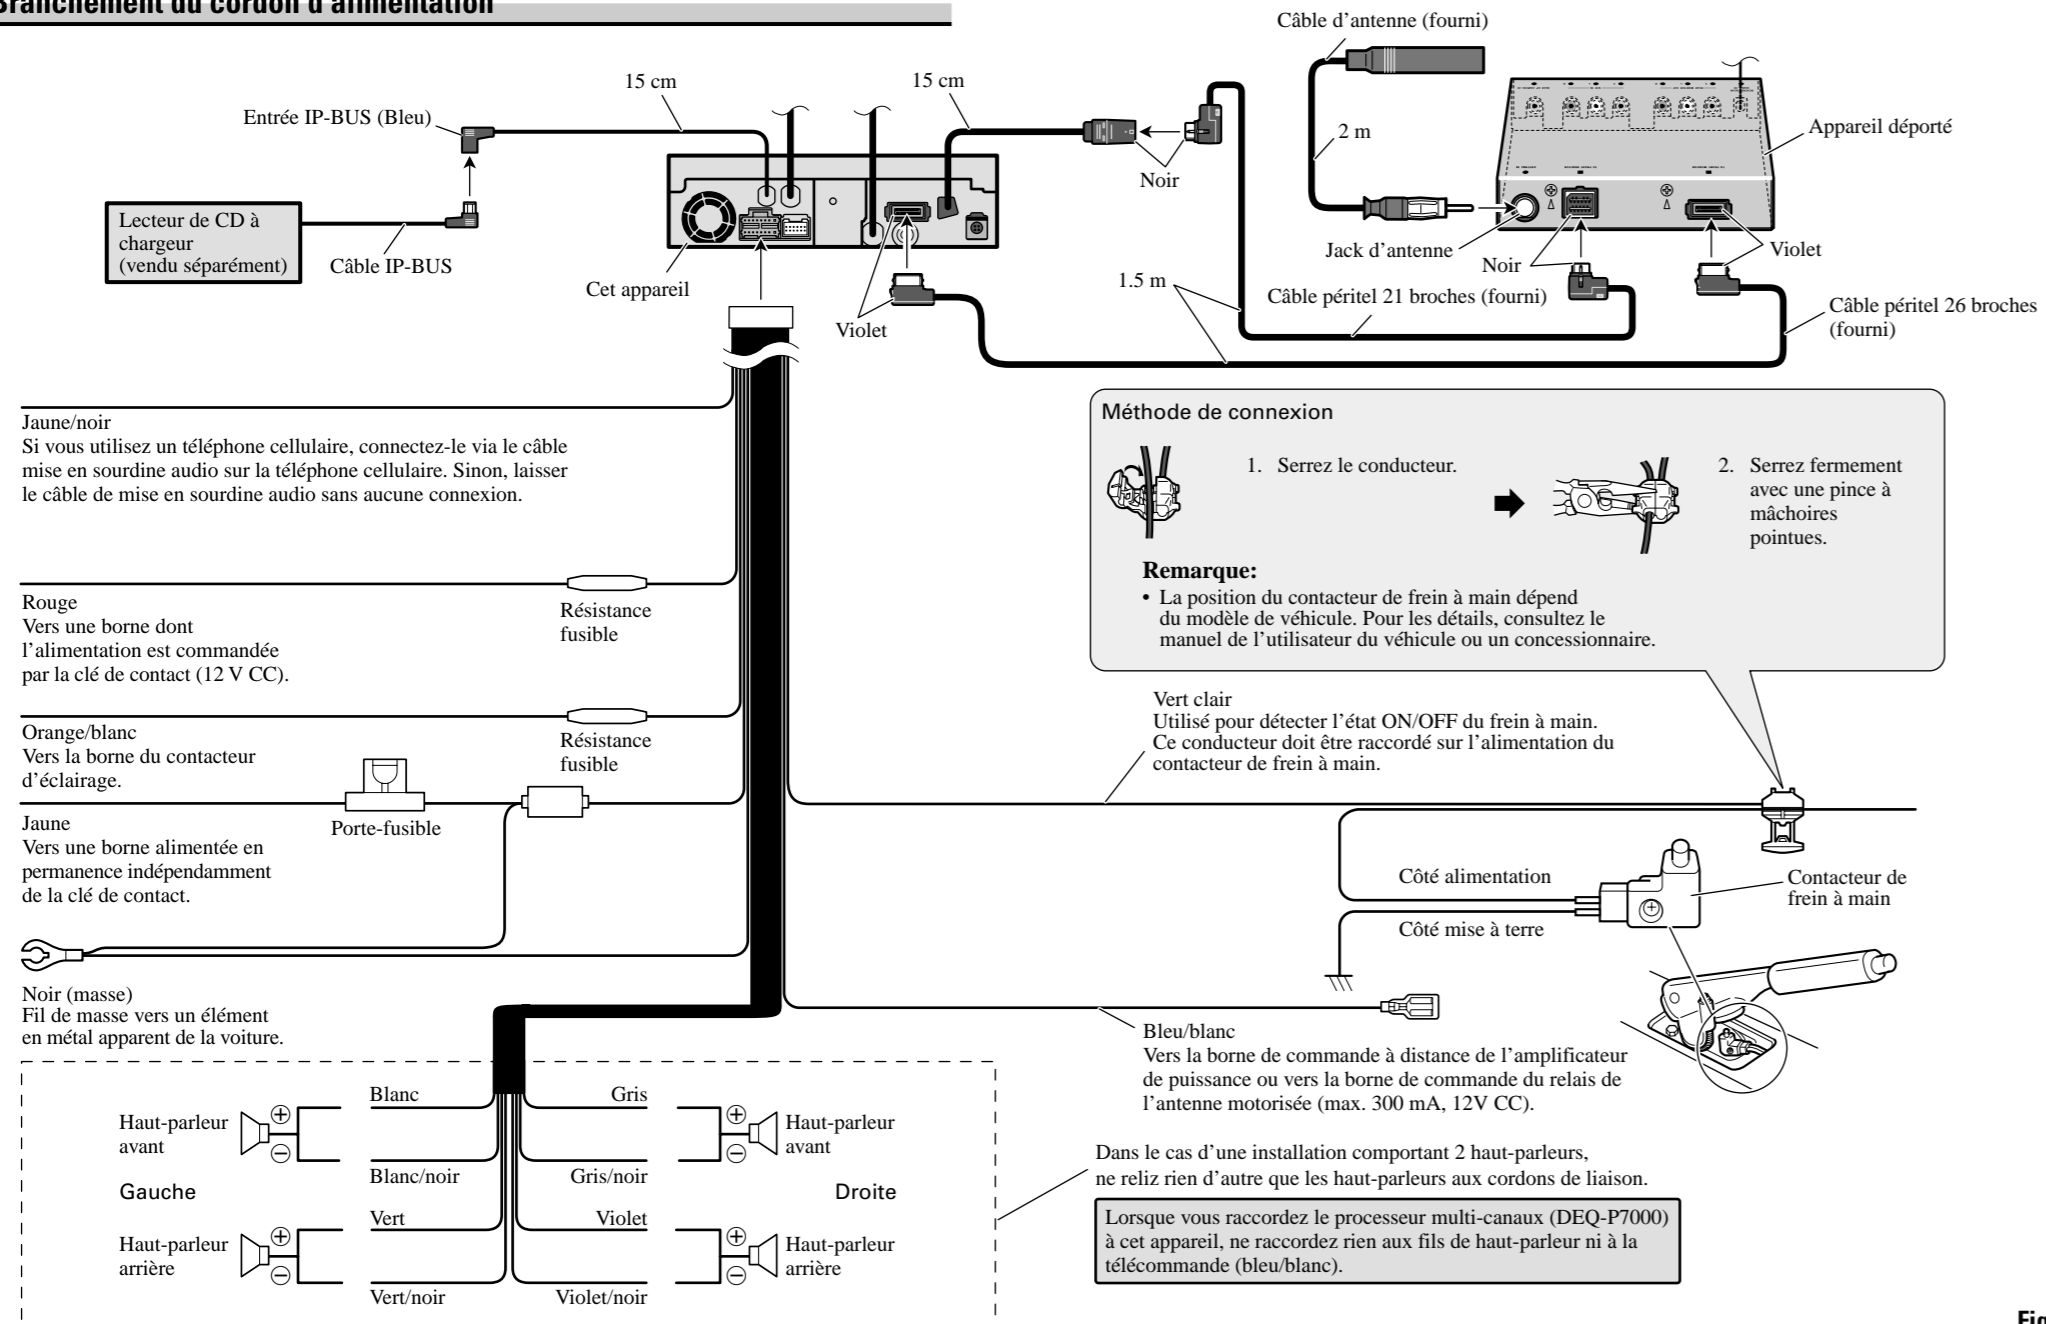 Branchement du cordon d'alimentation
Câble d'antenne (fourni)
15 cm
15 cm
Entrée IP-BUS (Bleu)
2 m
Appareil déporté
Noir
Lecteur de CD à
chargeur
(vendu séparément)
Câble IP-BUS
Cet appareil
Jack d'antenne
Noir
Violet
1.5 m
Câble péritel 21 broches (fourni)
Violet
Câble péritel 26 broches
(fourni)
Jaune/noir
Si vous utilisez un téléphone cellulaire, connectez-le via le câble
mise en sourdine audio sur la téléphone cellulaire. Sinon, laisser
le câble de mise en sourdine audio sans aucune connexion.
Méthode de connexion
1. Serrez le conducteur.
2. Serrez fermement
avec une pince à
mâchoires
pointues.
Remarque:
• La position du contacteur de frein à main dépend
du modèle de véhicule. Pour les détails, consultez le
manuel de l'utilisateur du véhicule ou un concessionnaire.
Rouge
Vers une borne dont
l'alimentation est commandée
par la clé de contact (12 V CC).
Résistance
fusible
Orange/blanc
Vers la borne du contacteur
d'éclairage.
Résistance
fusible
Vert clair
Utilisé pour détecter l'état ON/OFF du frein à main.
Ce conducteur doit être raccordé sur l'alimentation du
contacteur de frein à main.
Jaune
Vers une borne alimentée en
permanence indépendamment
de la clé de contact.
Porte-fusible
Côté alimentation
Contacteur de
frein à main
Côté mise à terre
Noir (masse)
Fil de masse vers un élément
en métal apparent de la voiture.
Bleu/blanc
Vers la borne de commande à distance de l'amplificateur
de puissance ou vers la borne de commande du relais de
l'antenne motorisée (max. 300 mA, 12V CC).
Blanc
Gris
Haut-parleur
avant
Haut-parleur
avant
Blanc/noir
Gris/noir
Gauche
Droite
Vert
Violet
Haut-parleur
arrière
Haut-parleur
arrière
Vert/noir
Violet/noir
Dans le cas d'une installation comportant 2 haut-parleurs,
ne reliz rien d'autre que les haut-parleurs aux cordons de liaison.
Lorsque vous raccordez le processeur multi-canaux (DEQ-P7000)
à cet appareil, ne raccordez rien aux fils de haut-parleur ni à la
télécommande (bleu/blanc).
Fig